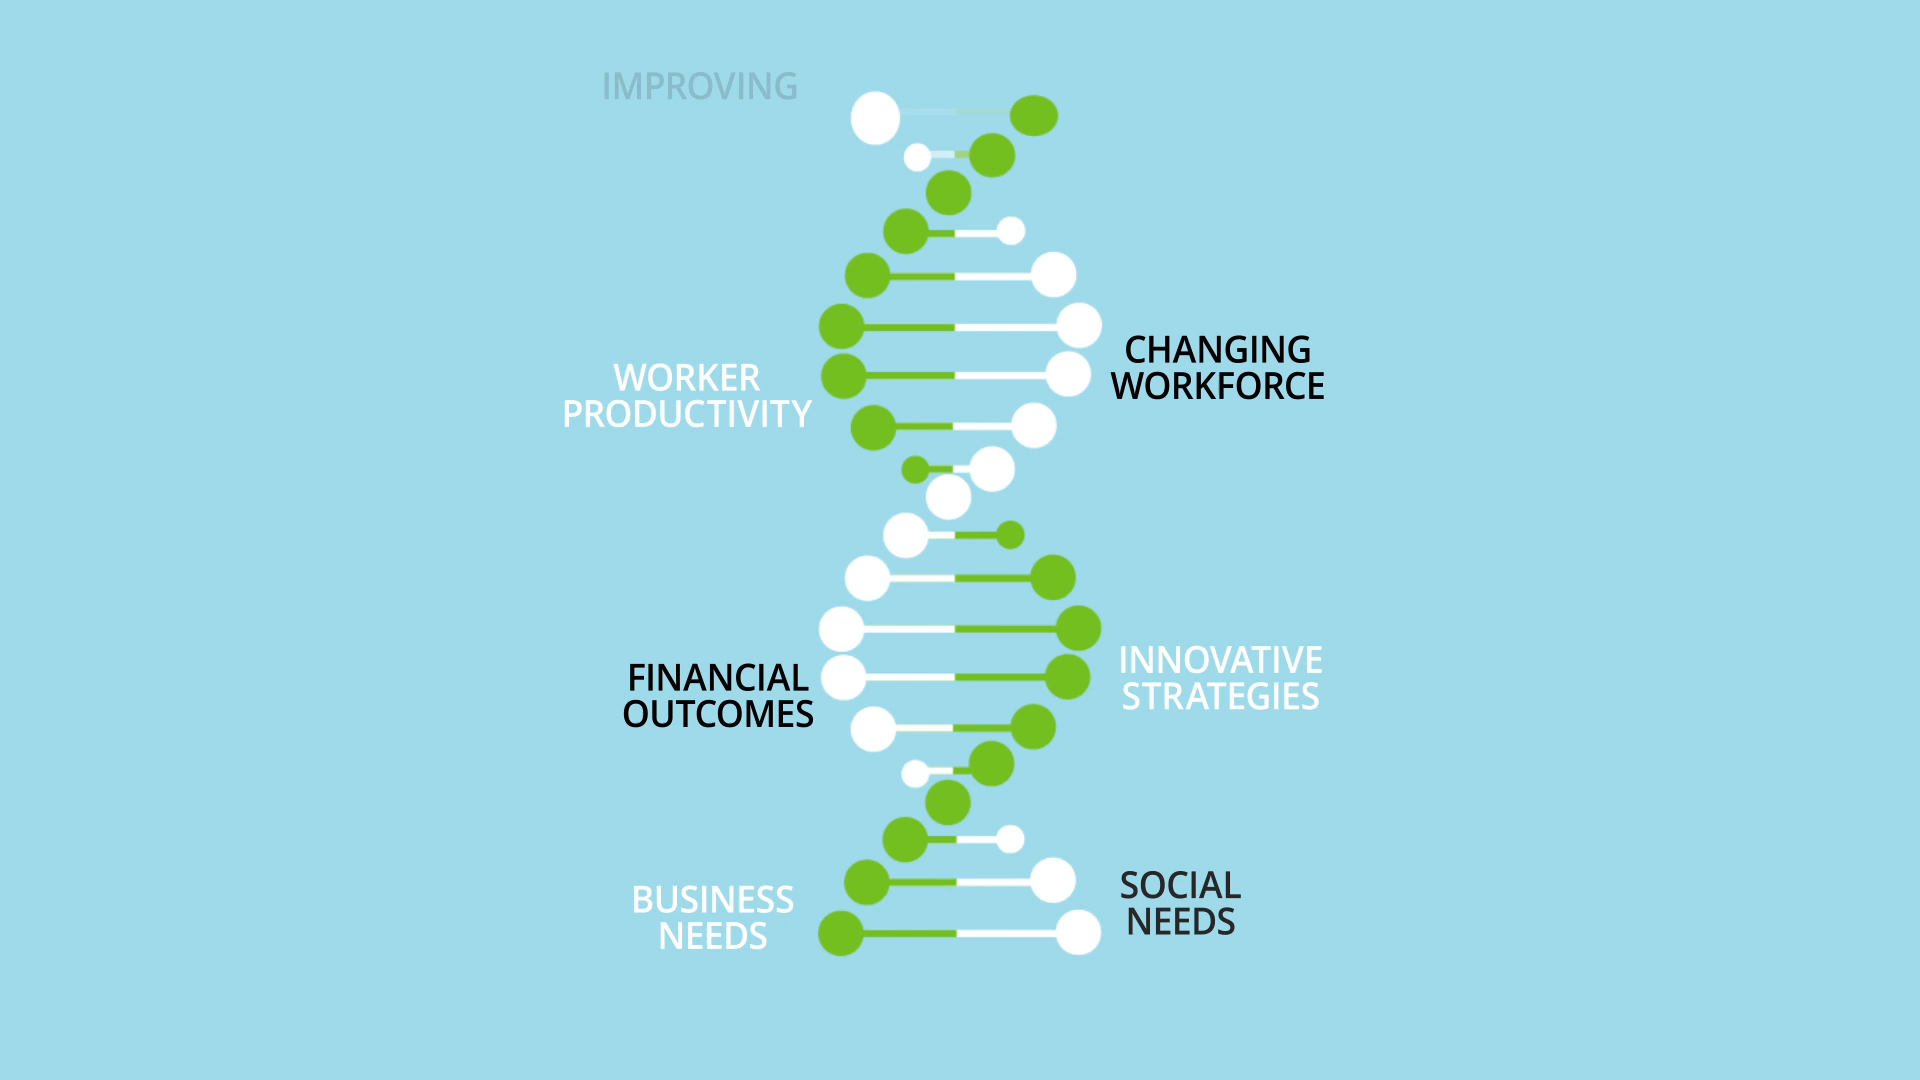 IMPROVING
CHANGING
WORKFORCE
WORKER
PRODUCTIVITY
INNOVATIVE
STRATEGIES
FINANCIAL
OUTCOMES
SOCIAL
NEEDS
BUSINESS
NEEDS